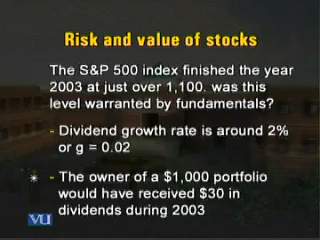 Risk and value of stocks
The S&P 500 index finished the year
2003 at just over 1,100. was this
level warranted by fundamentals?
- Dividend growth rate is around 2%
or g = 0.02
- The owner of a $1,000 portfolio
would have received $30 in
dividends during 2003
VU